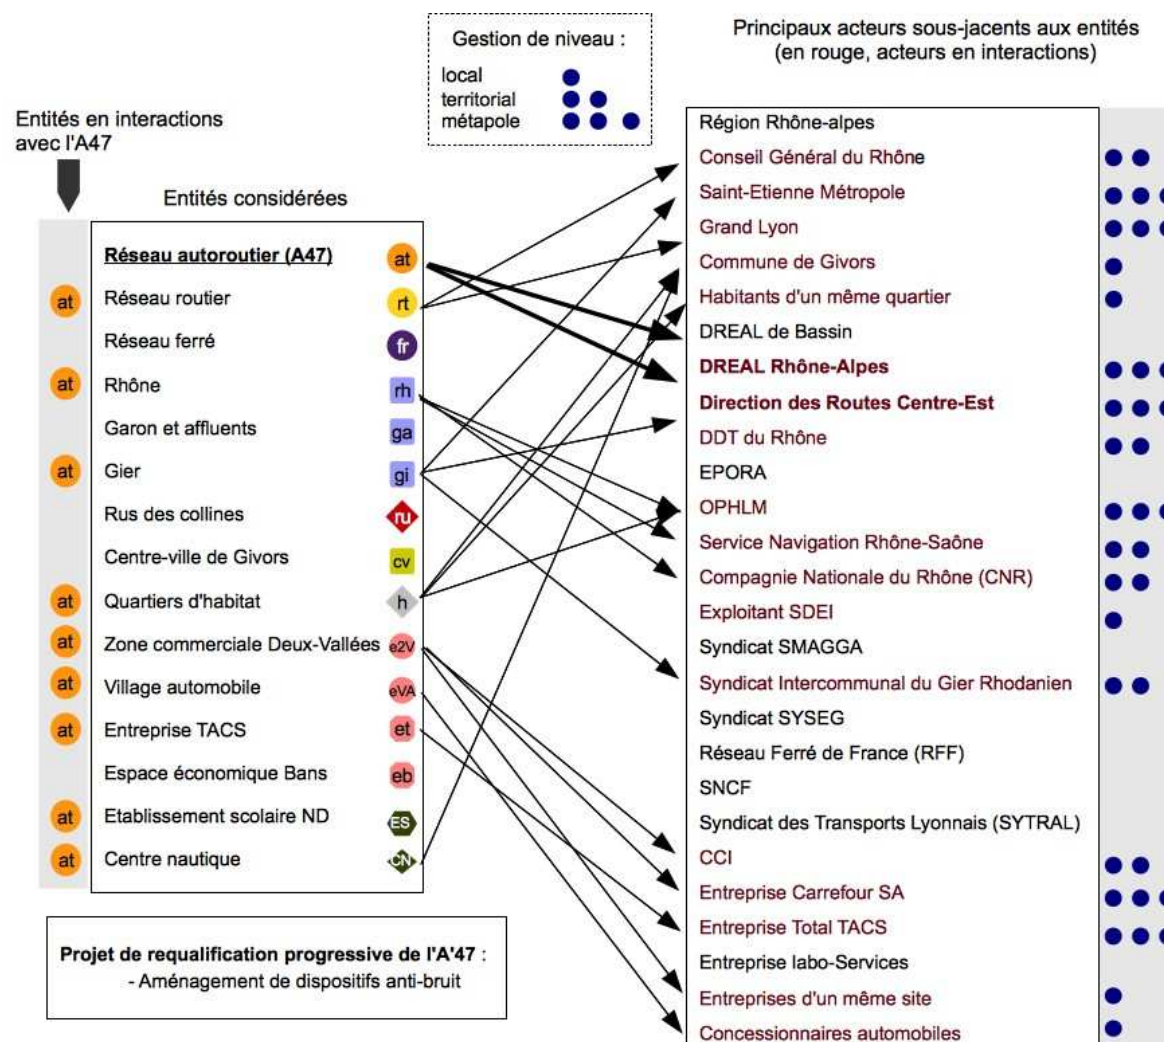 Gestion de niveau :
local
territorial
métapole
Principaux acteurs sous-jacents aux entités
(en rouge, acteurs en interactions)
Entités en interactions
avec l'A47
Entités considérées
Réseau autoroutier (A47) at
at Réseau routier rt
Réseau ferré fr
at Rhône rh
Garon et affluents ga
at Gier gi
Rus des collines ru
Centre-ville de Givors cv
at Quartiers d'habitat h
at Zone commerciale Deux-Vallées e2V
at Village automobile eVA
at Entreprise TACS et
Espace économique Bans eb
at Etablissement scolaire ND ES
at Centre nautique CN
Projet de requalification progressive de l'A'47 :
- Aménagement de dispositifs anti-bruit
Région Rhône-alpes
Conseil Général du Rhône
Saint-Etienne Métropole
Grand Lyon
Commune de Givors
Habitants d'un même quartier
DREAL de Bassin
DREAL Rhône-Alpes
Direction des Routes Centre-Est
DDT du Rhône
EPORA
OPHLM
Service Navigation Rhône-Saône
Compagnie Nationale du Rhône (CNR)
Exploitant SDEI
Syndicat SMAGGA
Syndicat Intercommunal du Gier Rhodanien
Syndicat SYSEG
Réseau Ferré de France (RFF)
SNCF
Syndicat des Transports Lyonnais (SYTRAL)
CCI
Entreprise Carrefour SA
Entreprise Total TACS
Entreprise labo-Services
Entreprises d'un même site
Concessionnaires automobiles